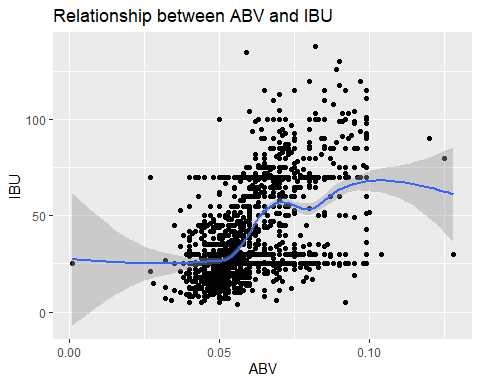 Relationship between ABV and IBU
100
50
0
IBU
0.00 0.05 0.10
ABV